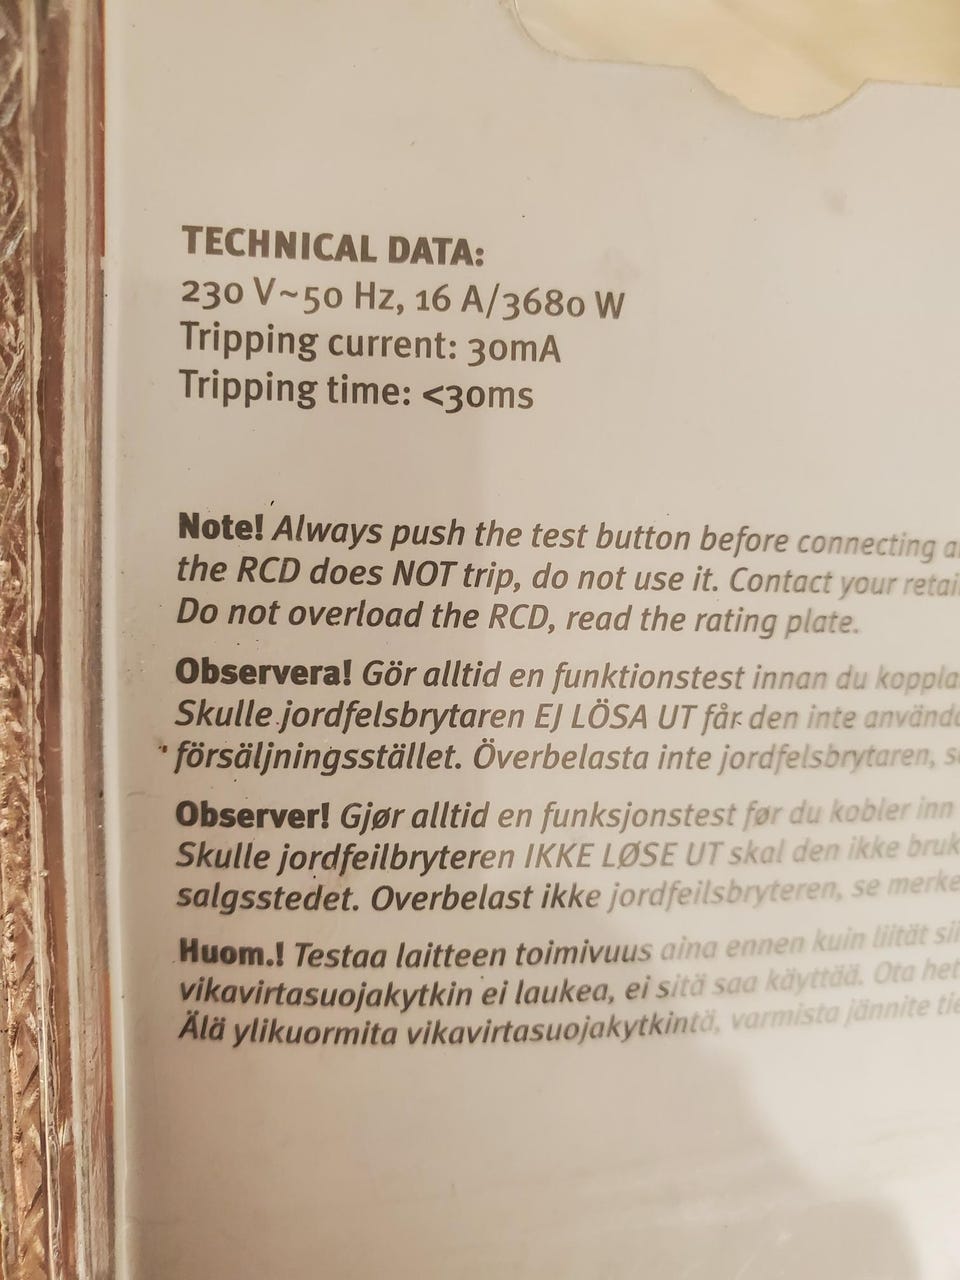 TECHNICAL DATA:
230 V~50 Hz, 16 A/3680 W
Tripping current: 30mA
Tripping time: <30ms
Note! Always push the test button before connecting
the RCD does NOT trip, do not use it. Contact your
Do not overload the RCD, read the rating plate.
Observera! Gör alltid en funktionstest innan du
Skulle jordfelsbrytaren EJ LÖSA UT får den inte
försäljningsstället. Överbelasta inte jordfelsbrytaren,
Observer! Gjør alltid en funksjonstest før du kobler inn
Skulle jordfeilbryteren IKKE LØSE UT skal den ikke
salgsstedet. Overbelast ikke jordfeilsbryteren, se
Huom.! Testaa laitteen toimivuus aina ennen kuin liität
vikavirtasuojakytkin ei laukea, ei sitä saa käyttää. Ota
Älä ylikuormita vikavirtasuojakytkintä, varmista jännite